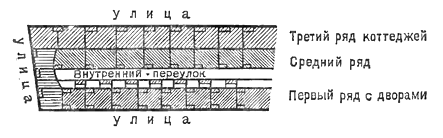 улица
улица
Третий ряд коттеджей
Средний ряд
Внутренний-переулок
Первый ряд с дворами
улица